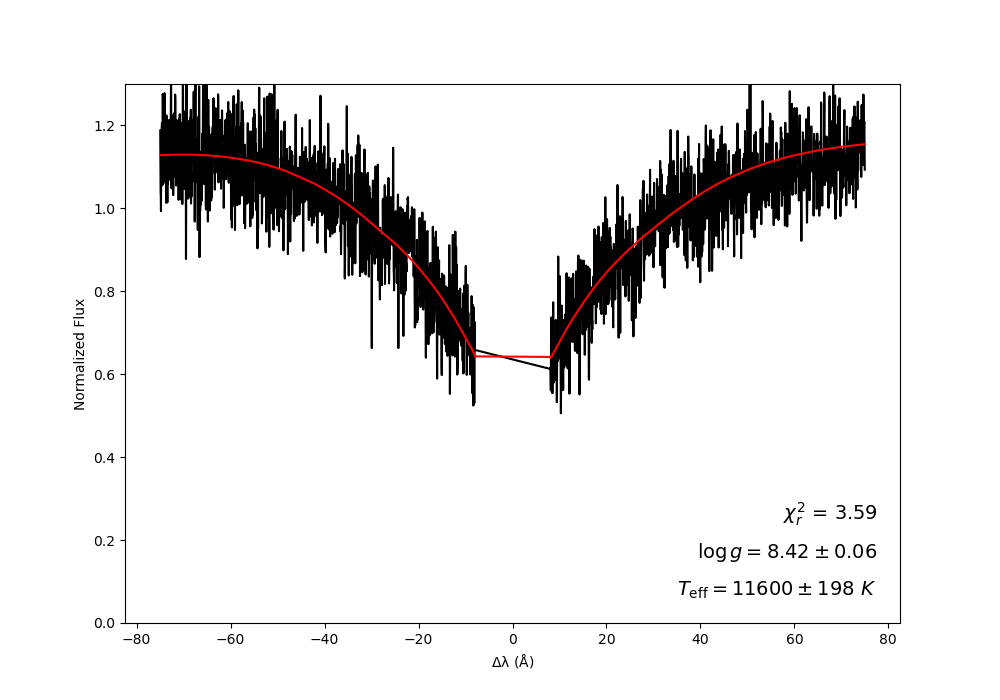 1.2
1.0
0.8
0.6
0.4
0.2
0.0
Normalized Flux
χ²ᵣ = 3.59
log g = 8.42 ± 0.06
T_eff = 11600 ± 198 K
−80 −60 −40 −20 0 20 40 60 80
Δλ (Å)